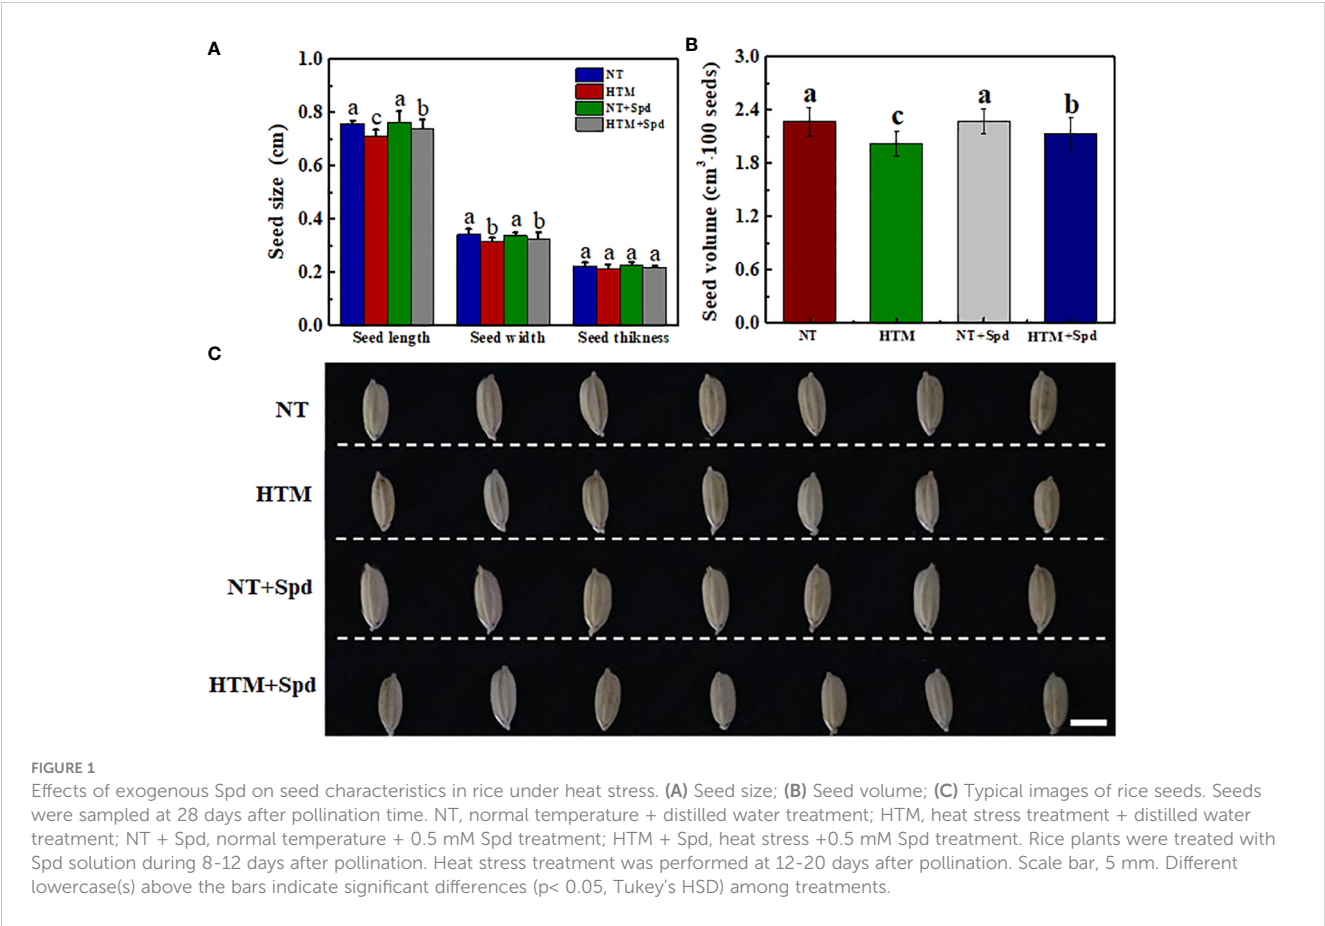 A
Seed size (cm)
1.0
0.8
0.6
0.4
0.2
0.0
NT
HTM
NT+Spd
HTM+Spd
a c a b
a b a b
a a a a
Seed length Seed width Seed thikness
B
Seed volume (cm³·100 seeds)
3.0
2.4
1.8
1.2
0.6
0.0
a c a b
NT HTM NT+Spd HTM+Spd
C
NT
HTM
NT+Spd
HTM+Spd
FIGURE 1
Effects of exogenous Spd on seed characteristics in rice under heat stress. (A) Seed size; (B) Seed volume; (C) Typical images of rice seeds. Seeds
were sampled at 28 days after pollination time. NT, normal temperature + distilled water treatment; HTM, heat stress treatment + distilled water
treatment; NT + Spd, normal temperature + 0.5 mM Spd treatment; HTM + Spd, heat stress +0.5 mM Spd treatment. Rice plants were treated with
Spd solution during 8-12 days after pollination. Heat stress treatment was performed at 12-20 days after pollination. Scale bar, 5 mm. Different
lowercase(s) above the bars indicate significant differences (p< 0.05, Tukey's HSD) among treatments.